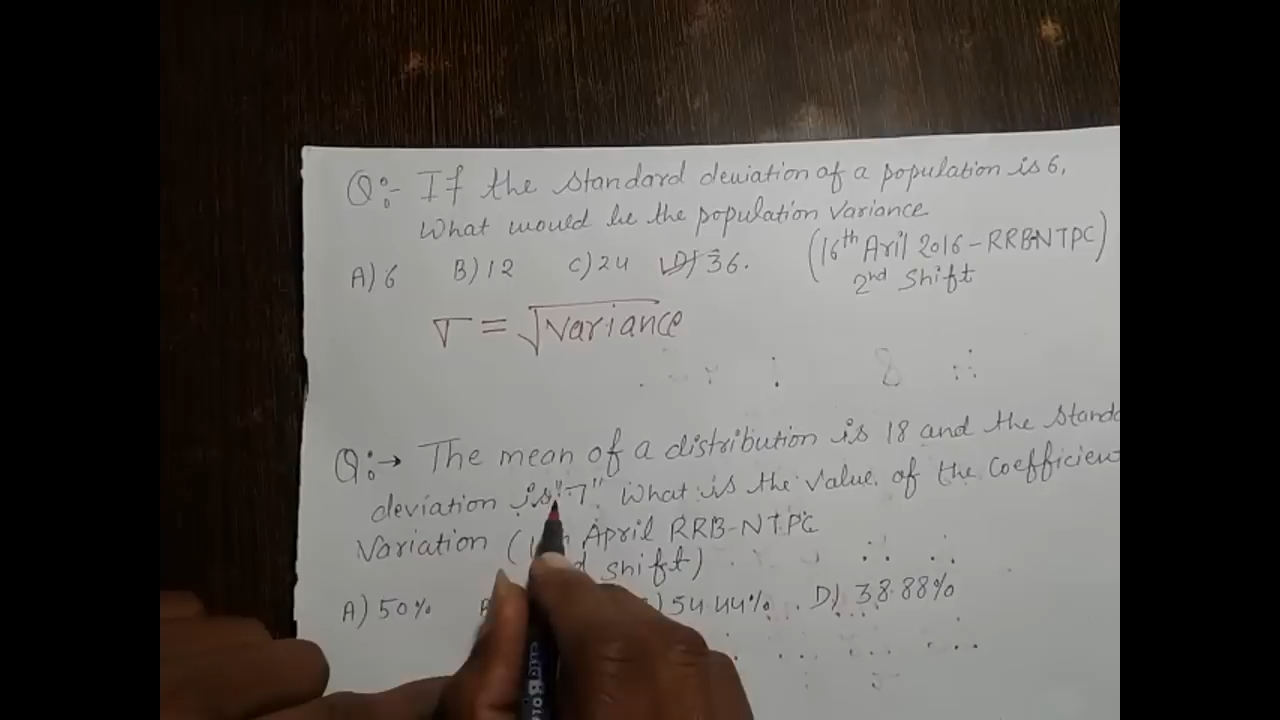 Q:- If the standard deviation of a population is 6,
What would be the population Variance
(16th Aril 2016-RRB-NTPC)
2nd Shift
A) 6 B) 12 C) 24 D) 36.
σ = √Variance
Q:→ The mean of a distribution is 18 and the
deviation is "7". What is the value of the Coefficient
Variation ( April RRB-NTPC
shift)
A) 50% 54.44% D) 38.88%